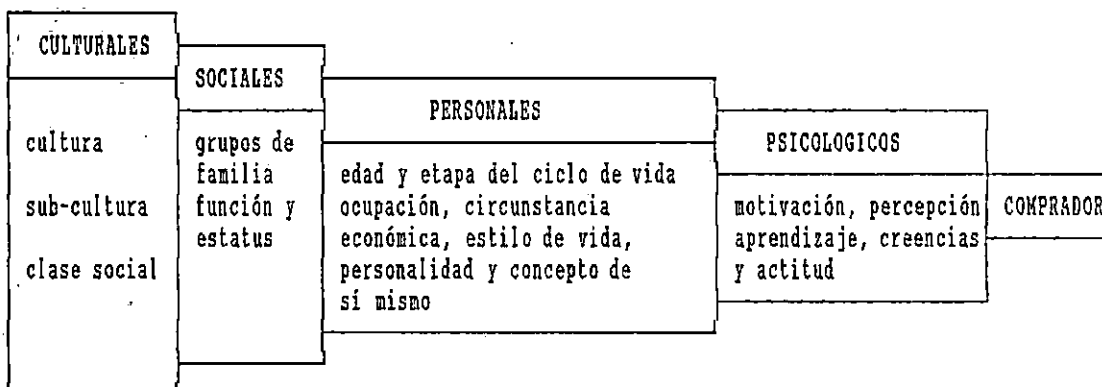 CULTURALES
cultura
sub-cultura
clase social
SOCIALES
grupos de
familia
función y
estatus
PERSONALES
edad y etapa del ciclo de vida
ocupación, circunstancia
económica, estilo de vida,
personalidad y concepto de
sí mismo
PSICOLOGICOS
motivación, percepción
aprendizaje, creencias
y actitud
COMPRADOR